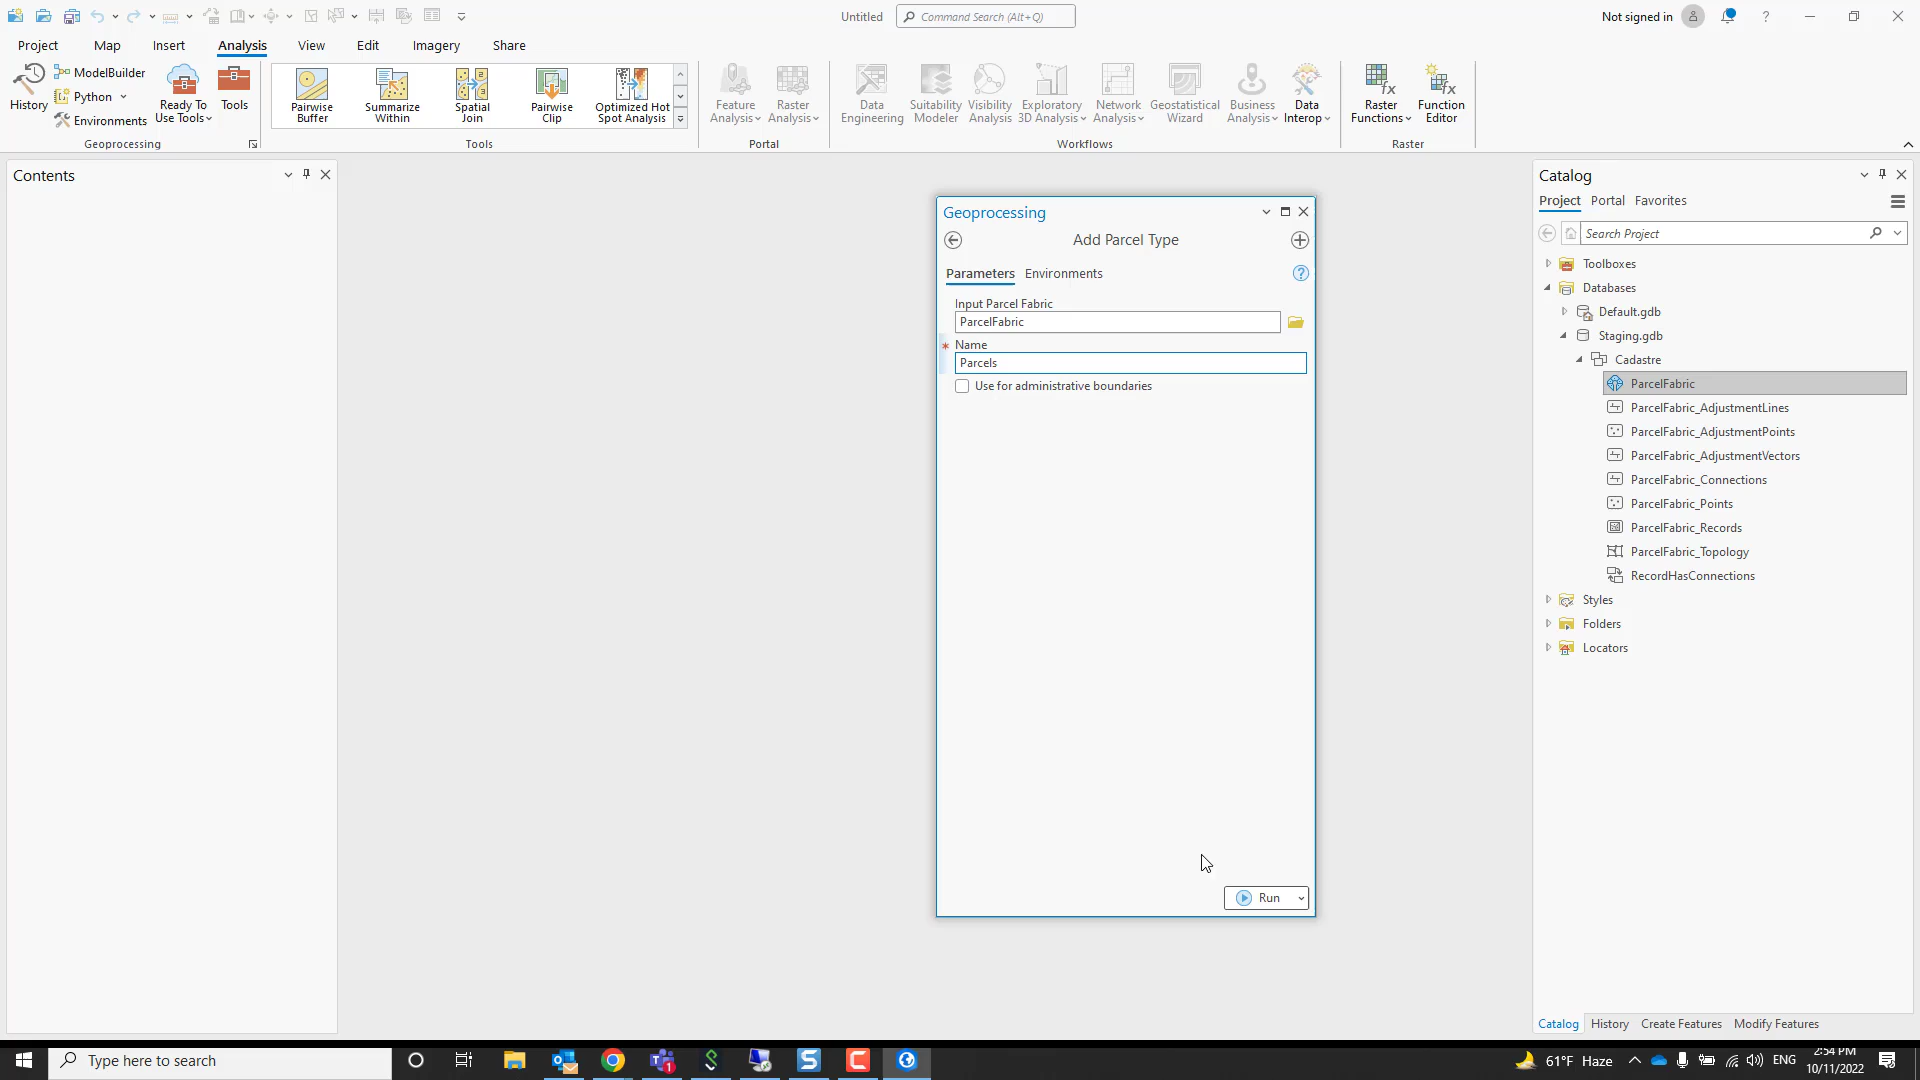 Untitled
Command Search (Alt+Q)
Not signed in
?
Project
Map
Insert
Analysis
View
Edit
Imagery
Share
History
ModelBuilder
Python
Environments
Ready To
Use Tools
Tools
Geoprocessing
Pairwise
Buffer
Summarize
Within
Spatial
Join
Pairwise
Clip
Optimized Hot
Spot Analysis
Tools
Feature
Analysis
Raster
Analysis
Portal
Data
Engineering
Suitability
Modeler
Visibility
Analysis
Exploratory
3D Analysis
Network
Analysis
Geostatistical
Wizard
Business
Analysis
Data
Interop
Workflows
Raster
Functions
Function
Editor
Raster
Contents
Geoprocessing
Add Parcel Type
Parameters
Environments
?
Input Parcel Fabric
ParcelFabric
* Name
Parcels
Use for administrative boundaries
Run
Catalog
Project
Portal
Favorites
Search Project
Toolboxes
Databases
Default.gdb
Staging.gdb
Cadastre
ParcelFabric
ParcelFabric_AdjustmentLines
ParcelFabric_AdjustmentPoints
ParcelFabric_AdjustmentVectors
ParcelFabric_Connections
ParcelFabric_Points
ParcelFabric_Records
ParcelFabric_Topology
RecordHasConnections
Styles
Folders
Locators
Catalog
History
Create Features
Modify Features
Type here to search
61°F Haze
ENG
2:54 PM
10/11/2022